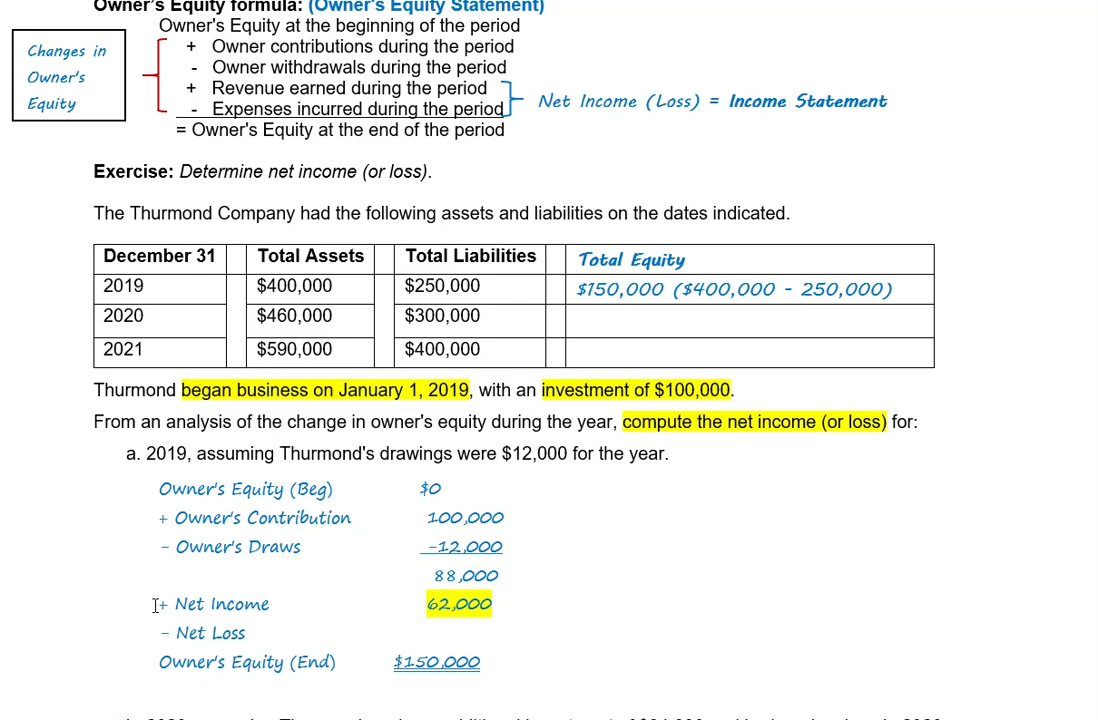 Owner's Equity formula: (Owner's Equity Statement)
Owner's Equity at the beginning of the period
+ Owner contributions during the period
- Owner withdrawals during the period
+ Revenue earned during the period
- Expenses incurred during the period
= Owner's Equity at the end of the period
Changes in
Owner's
Equity
Net Income (Loss) = Income Statement
Exercise: Determine net income (or loss).
The Thurmond Company had the following assets and liabilities on the dates indicated.
December 31 Total Assets Total Liabilities Total Equity
2019 $400,000 $250,000 $150,000 ($400,000 - 250,000)
2020 $460,000 $300,000
2021 $590,000 $400,000
Thurmond began business on January 1, 2019, with an investment of $100,000.
From an analysis of the change in owner's equity during the year, compute the net income (or loss) for:
a. 2019, assuming Thurmond's drawings were $12,000 for the year.
Owner's Equity (Beg) $0
+ Owner's Contribution 100,000
- Owner's Draws -12,000
88,000
+ Net Income 62,000
- Net Loss
Owner's Equity (End) $150,000